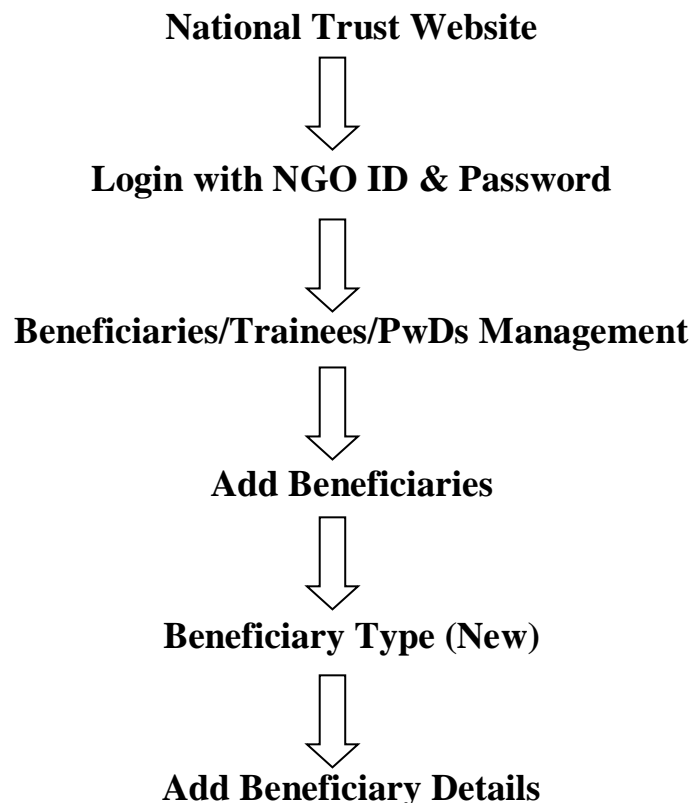 National Trust Website
Login with NGO ID & Password
Beneficiaries/Trainees/PwDs Management
Add Beneficiaries
Beneficiary Type (New)
Add Beneficiary Details